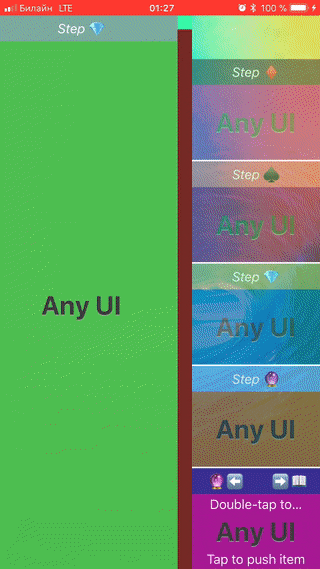 Билайн LTE 01:27 100 %
Step 💎
Any UI
Step ♦️
Any UI
Step ♠️
Any UI
Step 💎
Any UI
Step 🔮
Any UI
🔮 ⬅️ ➡️ 📖
Double-tap to...
Any UI
Tap to push item